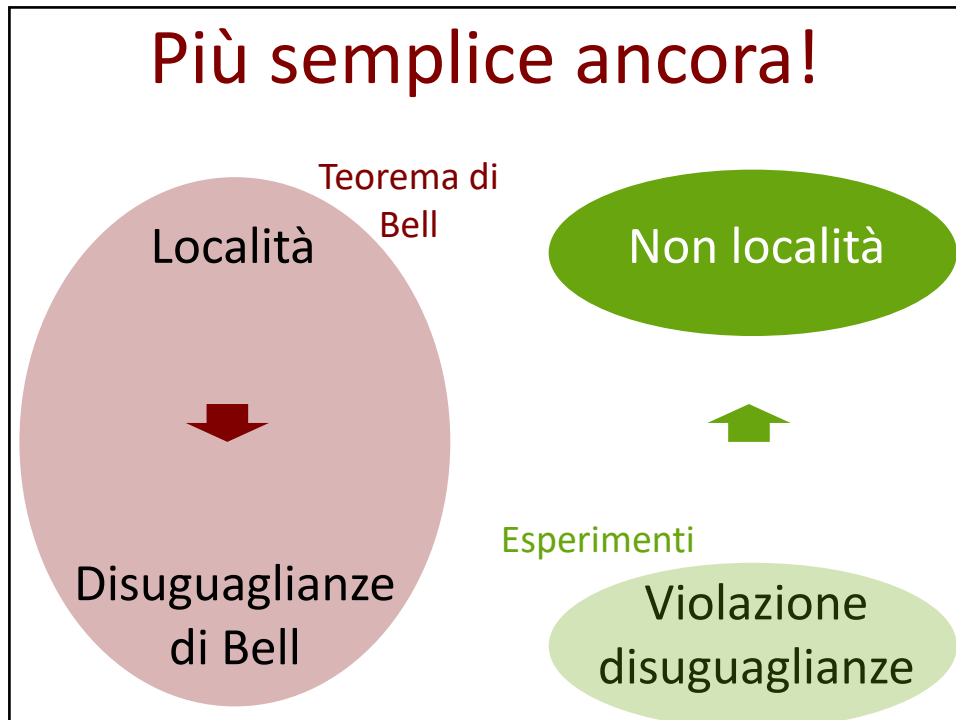 Più semplice ancora!
Teorema di
Bell
Località
Non località
Esperimenti
Disuguaglianze
di Bell
Violazione
disuguaglianze